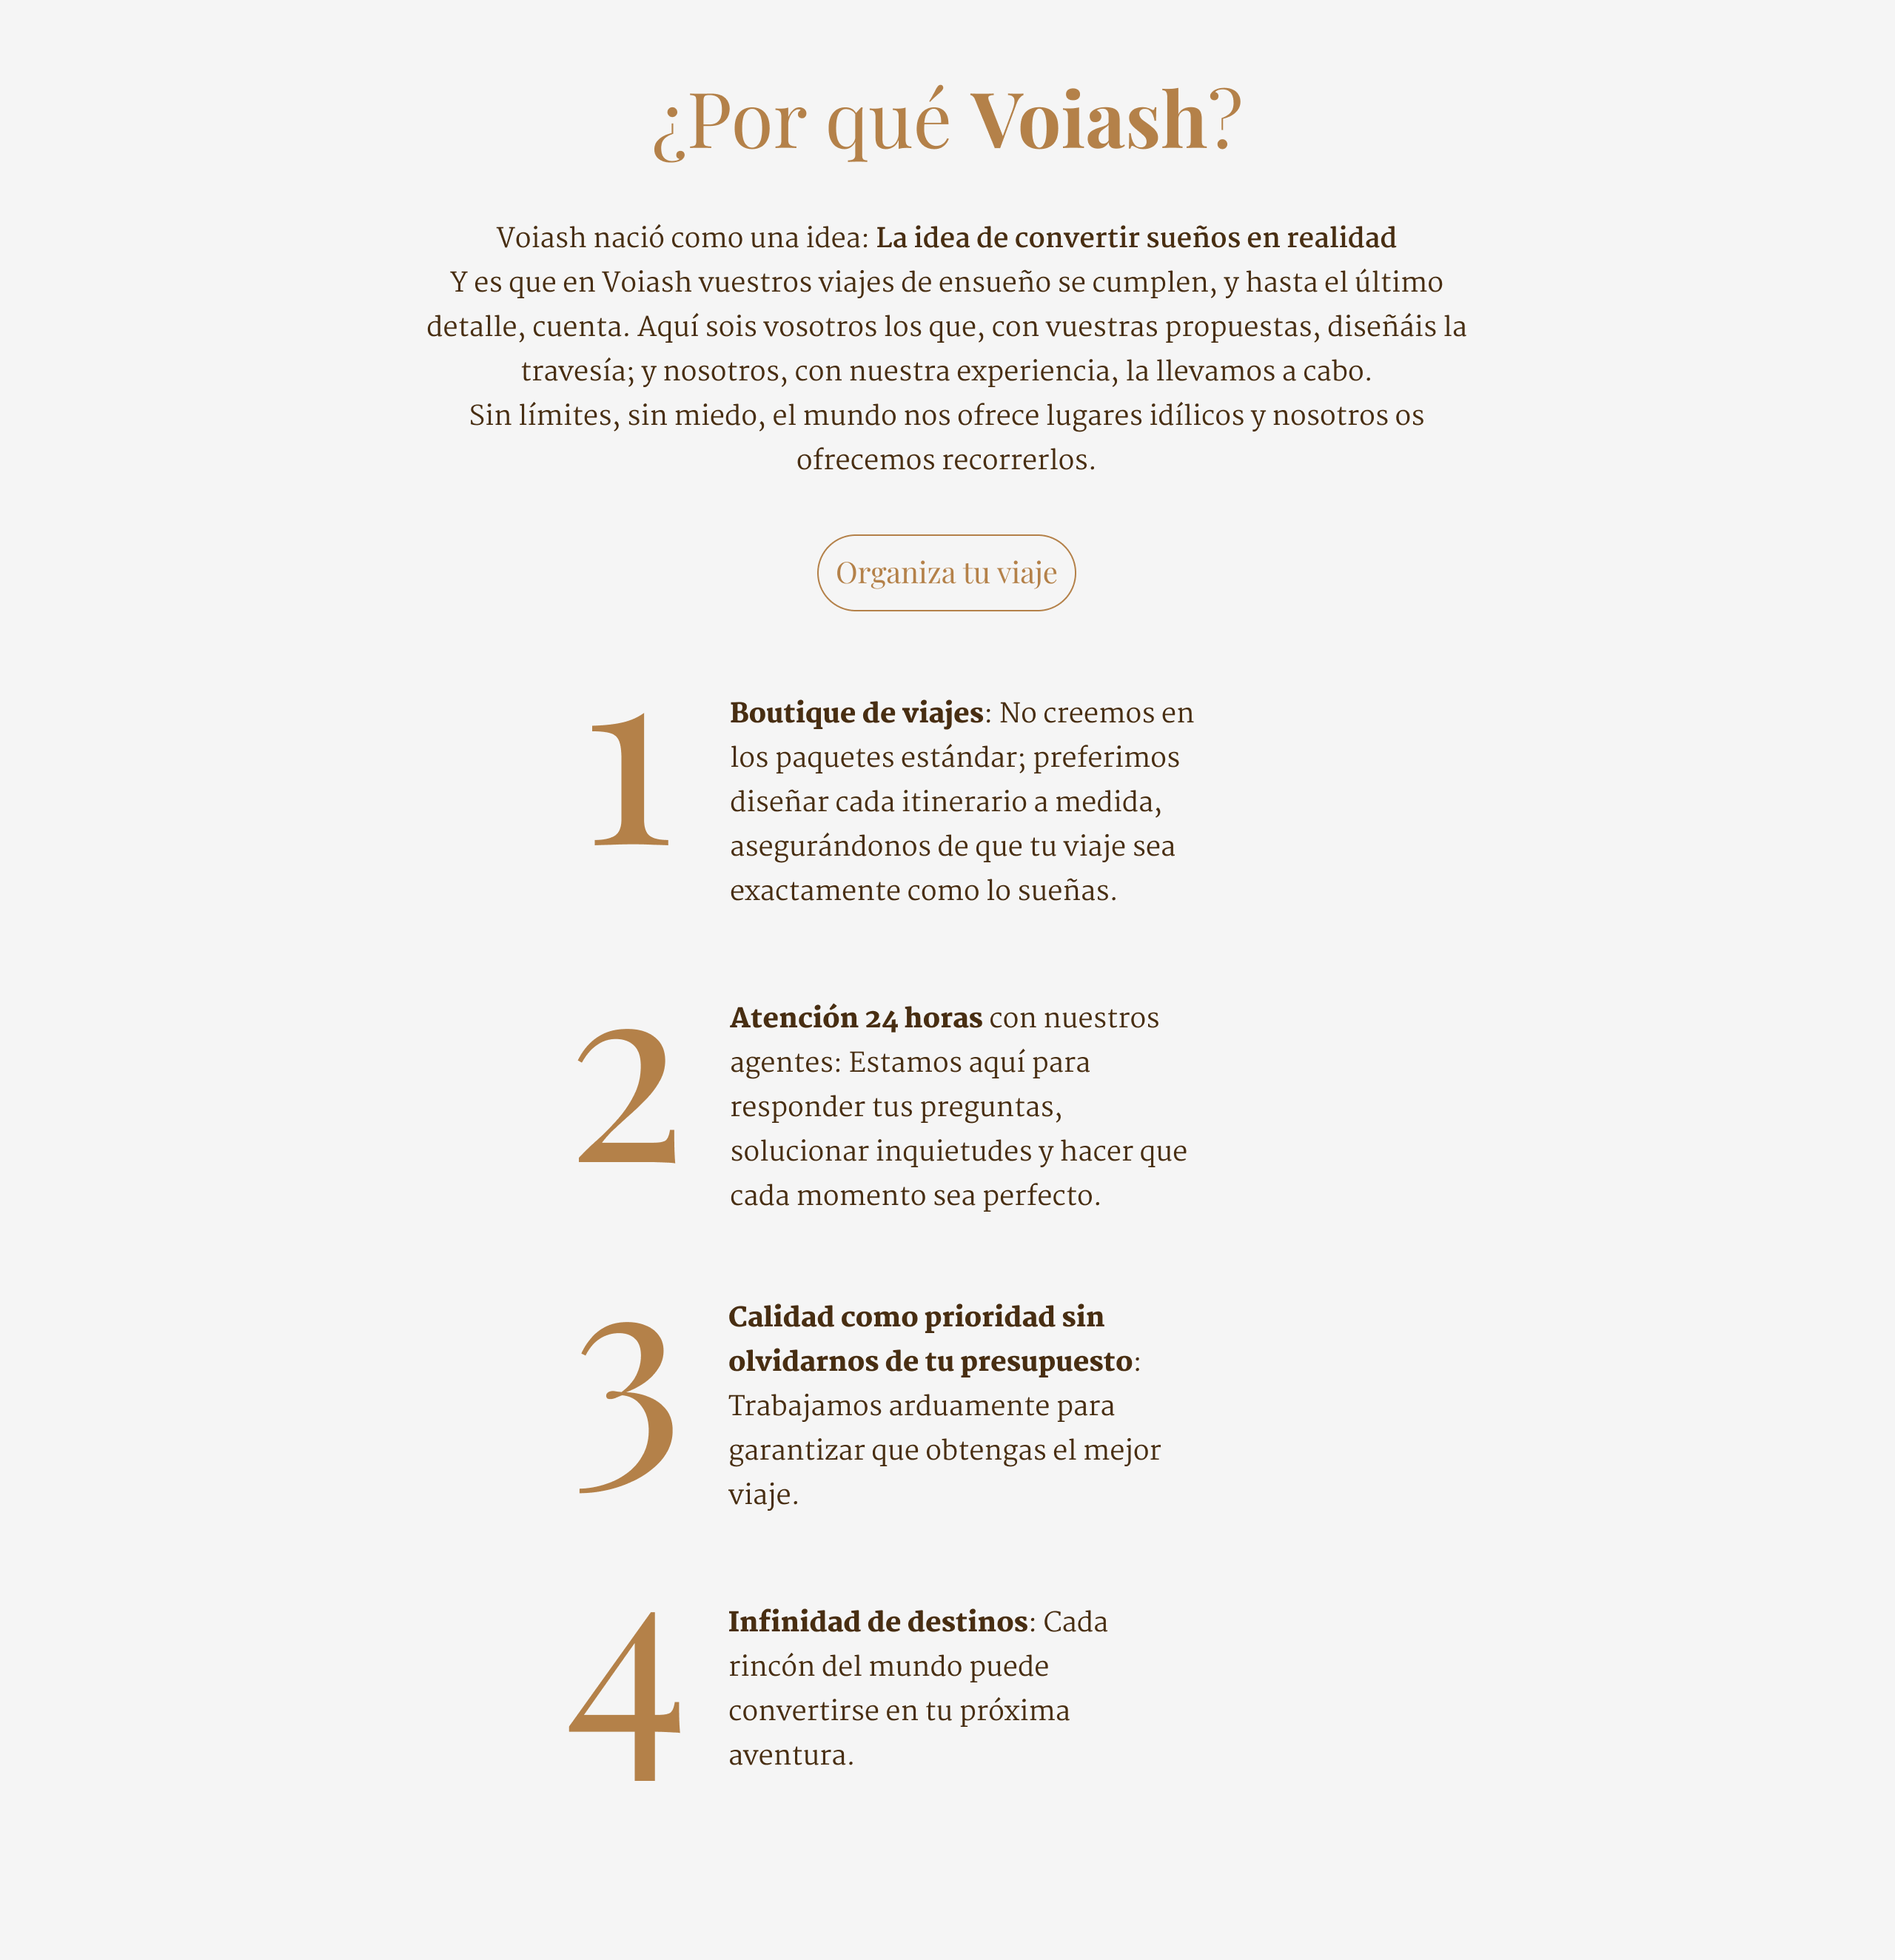 ¿Por qué Voiash?
Voiash nació como una idea: La idea de convertir sueños en realidad
Y es que en Voiash vuestros viajes de ensueño se cumplen, y hasta el último
detalle, cuenta. Aquí sois vosotros los que, con vuestras propuestas, diseñáis la
travesía; y nosotros, con nuestra experiencia, la llevamos a cabo.
Sin límites, sin miedo, el mundo nos ofrece lugares idílicos y nosotros os
ofrecemos recorrerlos.
Organiza tu viaje
1
Boutique de viajes: No creemos en
los paquetes estándar; preferimos
diseñar cada itinerario a medida,
asegurándonos de que tu viaje sea
exactamente como lo sueñas.
2
Atención 24 horas con nuestros
agentes: Estamos aquí para
responder tus preguntas,
solucionar inquietudes y hacer que
cada momento sea perfecto.
3
Calidad como prioridad sin
olvidarnos de tu presupuesto:
Trabajamos arduamente para
garantizar que obtengas el mejor
viaje.
4
Infinidad de destinos: Cada
rincón del mundo puede
convertirse en tu próxima
aventura.